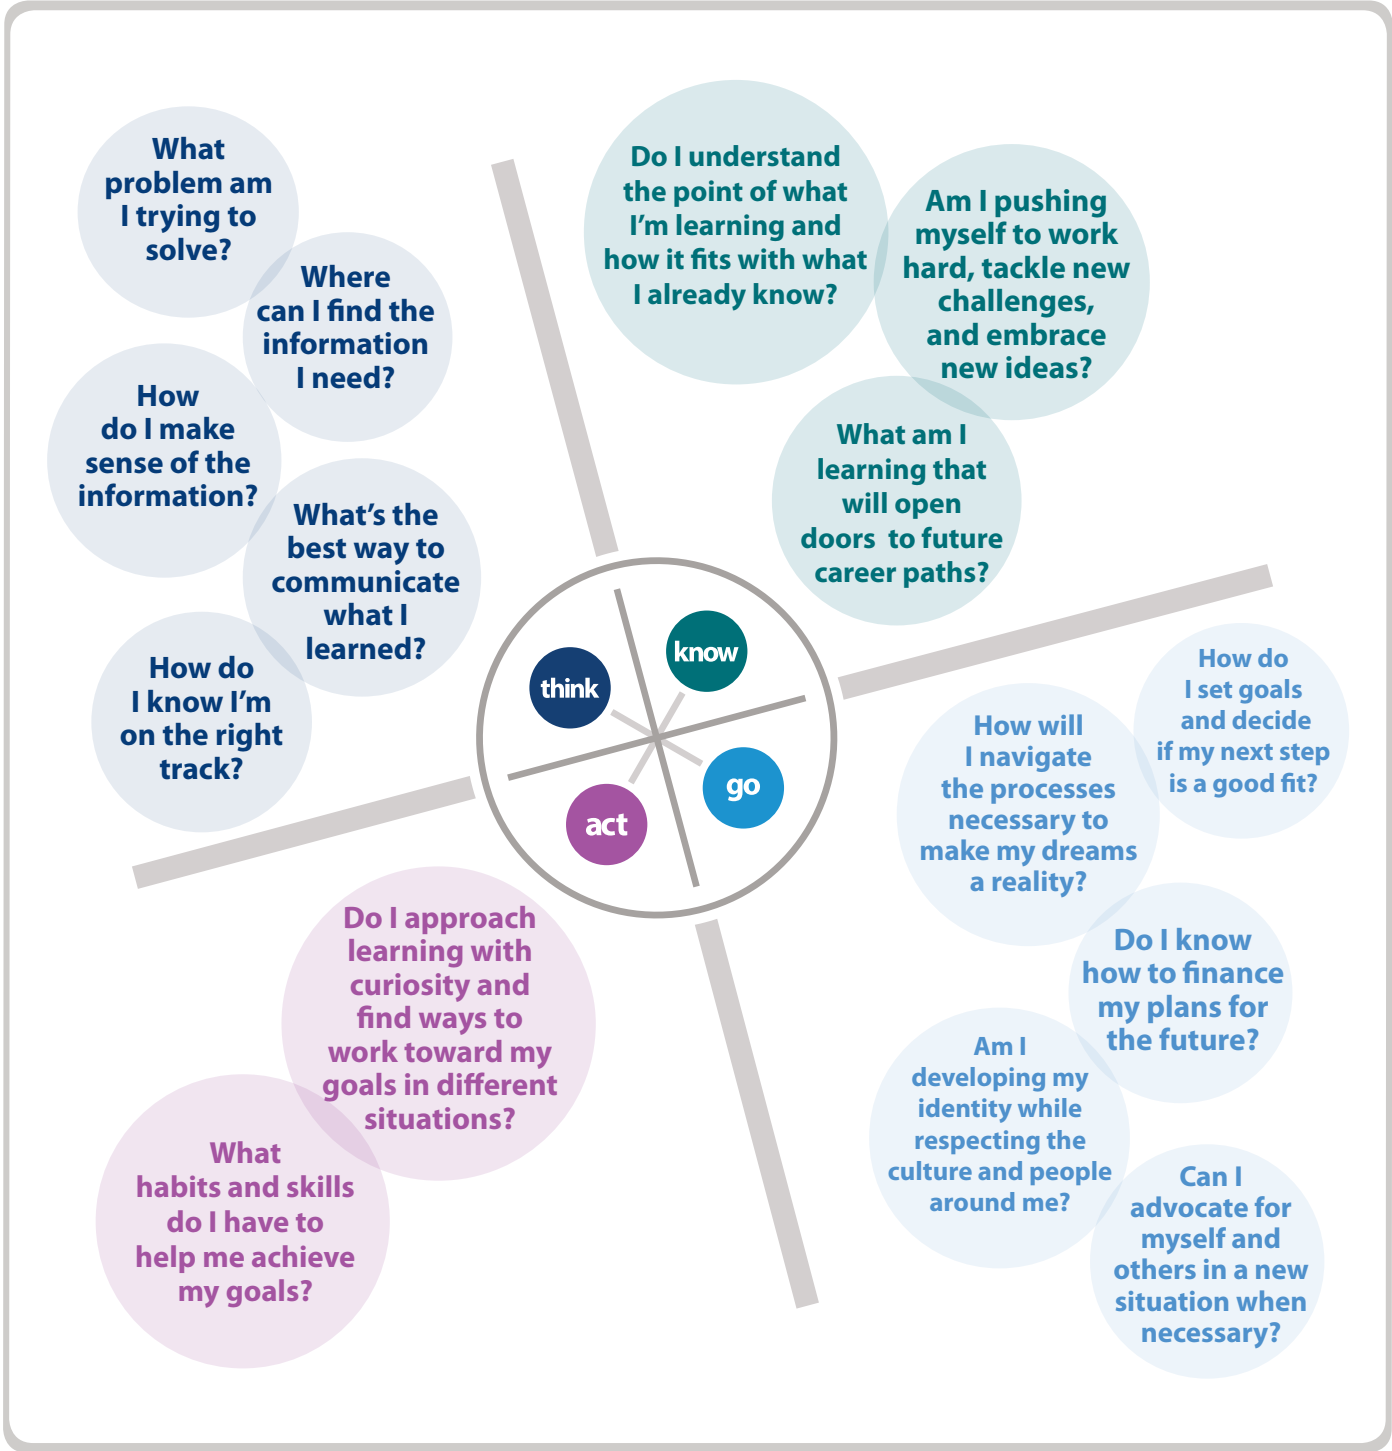 What
problem am
I trying to
solve?
Where
can I find the
information
I need?
How
do I make
sense of the
information?
What’s the
best way to
communicate
what I
learned?
How do
I know I’m
on the right
track?
Do I understand
the point of what
I’m learning and
how it fits with what
I already know?
Am I pushing
myself to work
hard, tackle new
challenges,
and embrace
new ideas?
What am I
learning that
will open
doors to future
career paths?
think
know
act
go
How do
I set goals
and decide
if my next step
is a good fit?
How will
I navigate
the processes
necessary to
make my dreams
a reality?
Do I know
how to finance
my plans for
the future?
Am I
developing my
identity while
respecting the
culture and people
around me?
Can I
advocate for
myself and
others in a new
situation when
necessary?
Do I approach
learning with
curiosity and
find ways to
work toward my
goals in different
situations?
What
habits and skills
do I have to
help me achieve
my goals?